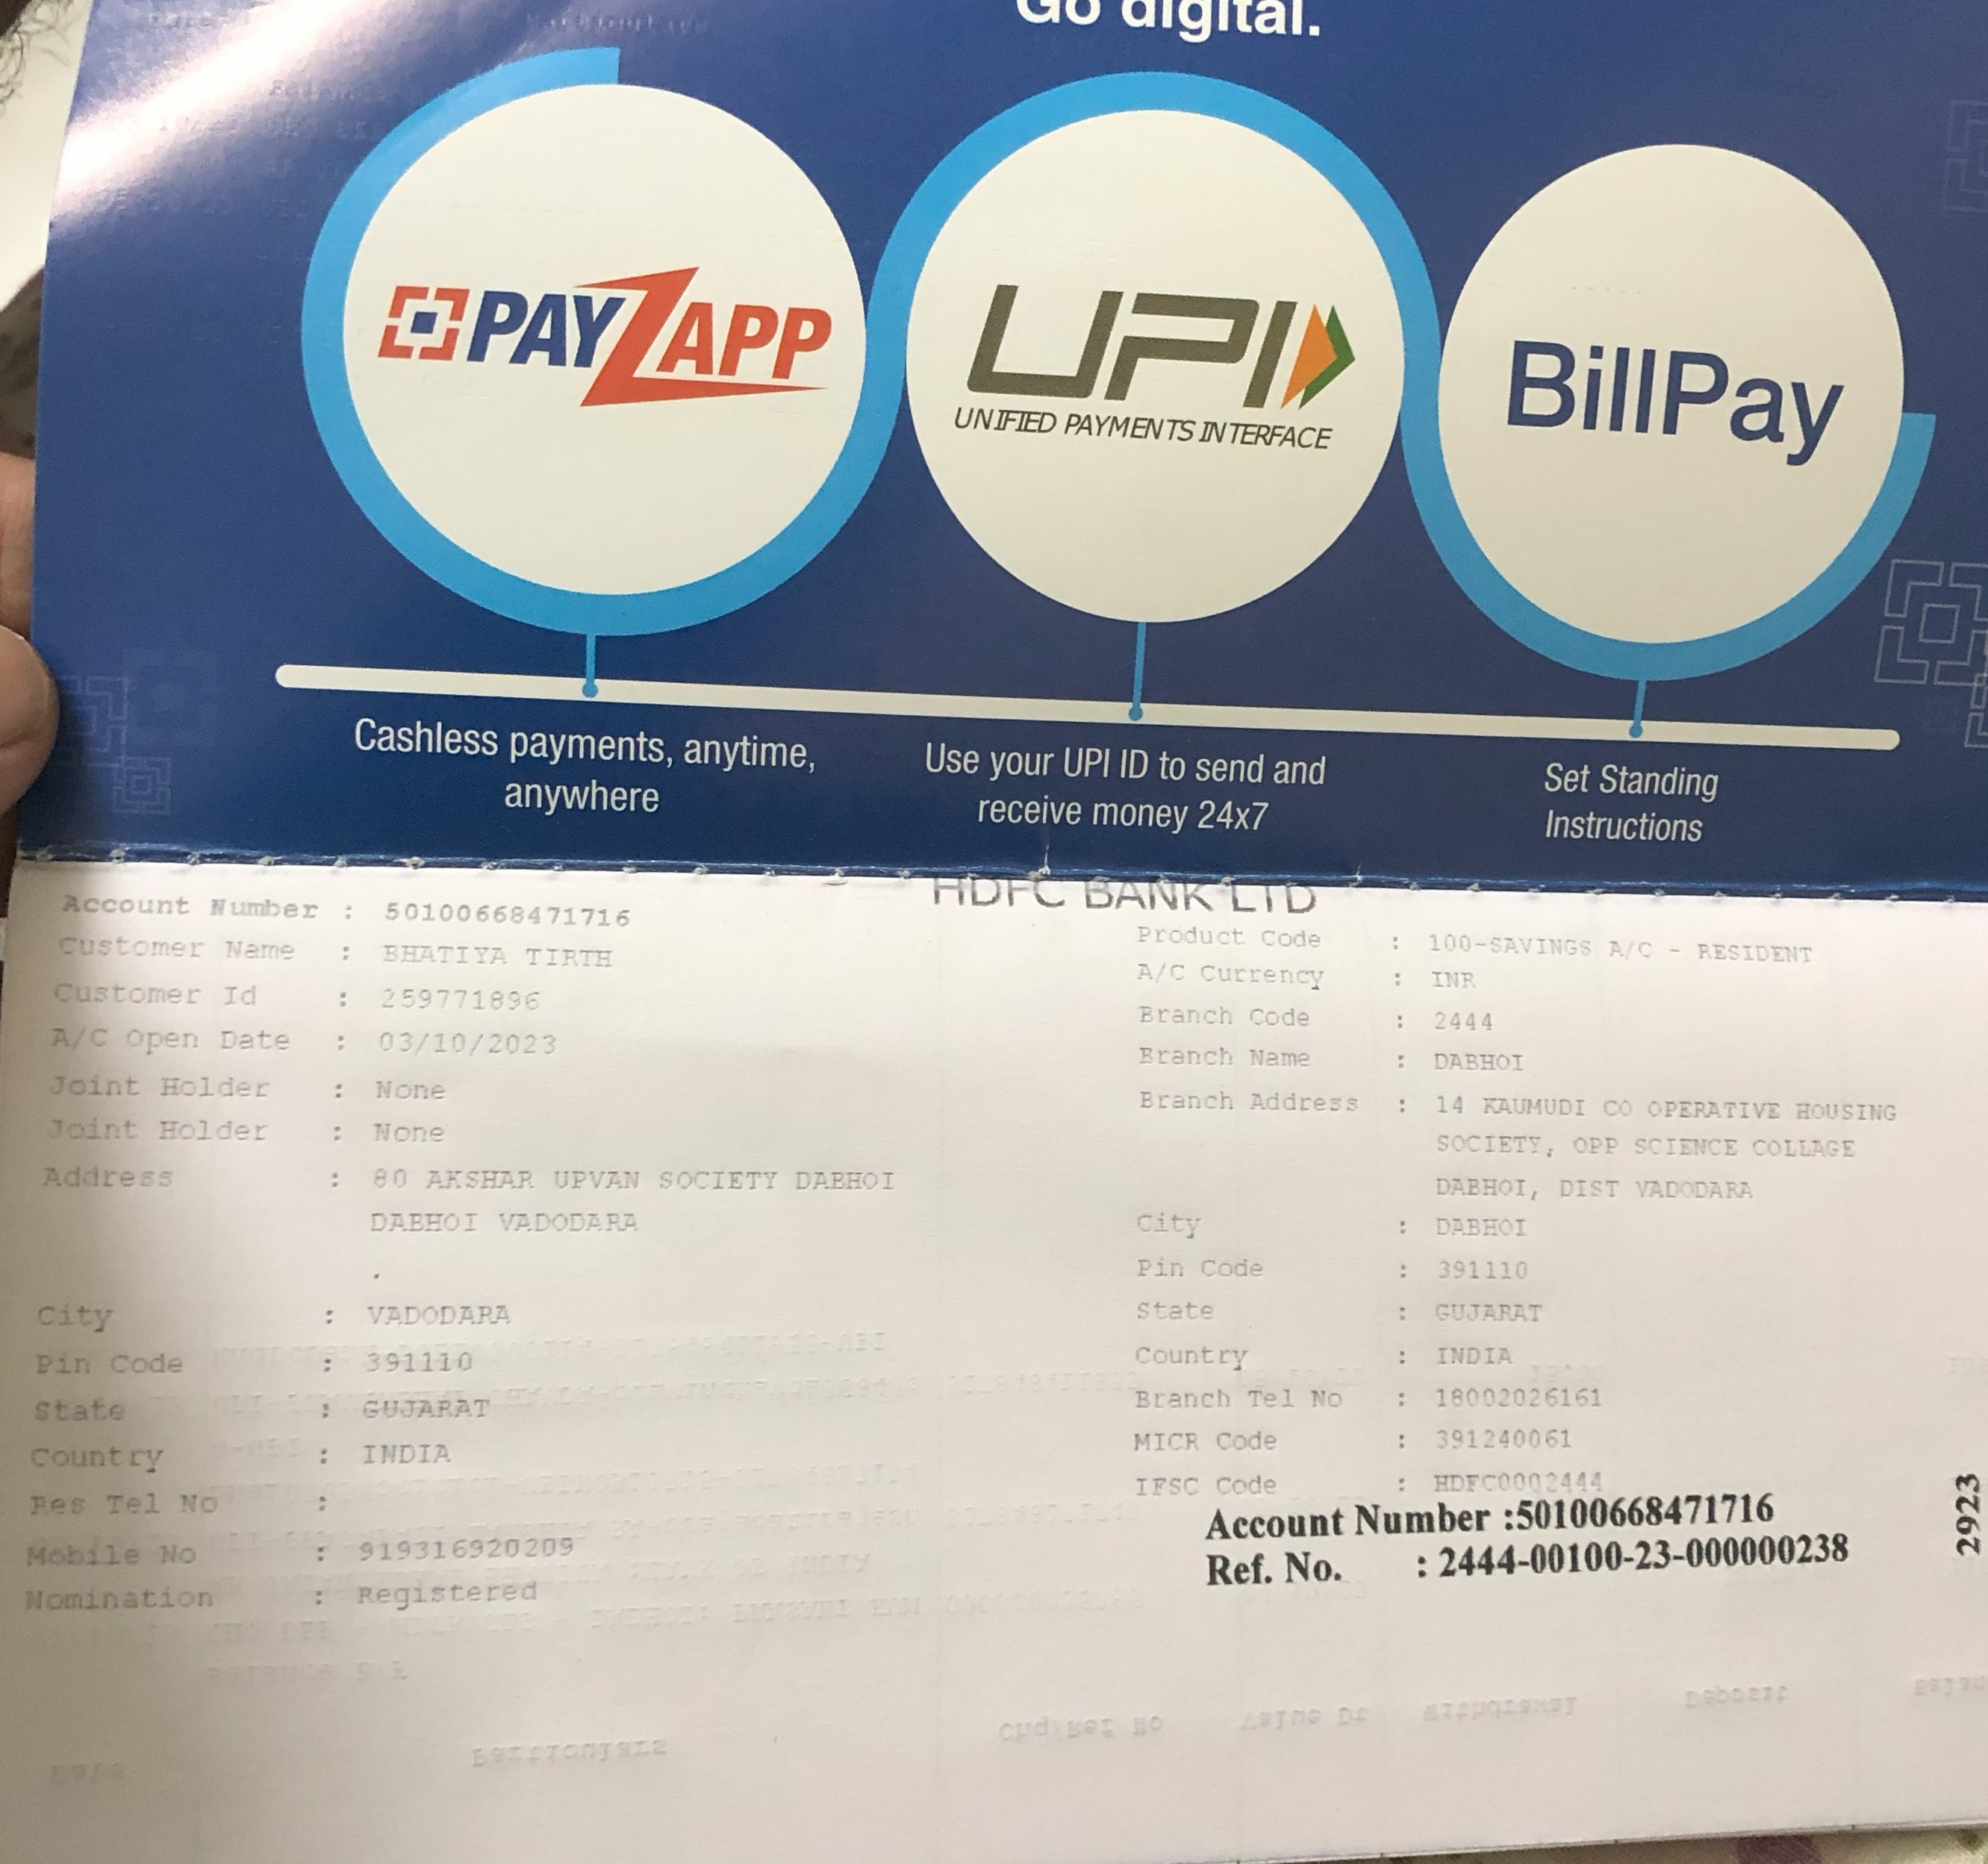 Go digital.
PAYZAPP
UPI
UNIFIED PAYMENTS INTERFACE
BillPay
Cashless payments, anytime,
anywhere
Use your UPI ID to send and
receive money 24x7
Set Standing
Instructions
HDFC BANK LTD
Account Number : 50100668471716
Customer Name : BHATIYA TIRTH
Customer Id : 259771896
A/C Open Date : 03/10/2023
Joint Holder : None
Joint Holder : None
Address : 80 AKSHAR UPVAN SOCIETY DABHOI
DABHOI VADODARA
.
City : VADODARA
Pin Code : 391110
State : GUJARAT
Country : INDIA
Res Tel No :
Mobile No : 919316920209
Nomination : Registered
Product Code : 100-SAVINGS A/C - RESIDENT
A/C Currency : INR
Branch Code : 2444
Branch Name : DABHOI
Branch Address : 14 KAUMUDI CO OPERATIVE HOUSING
SOCIETY, OPP SCIENCE COLLAGE
DABHOI, DIST VADODARA
City : DABHOI
Pin Code : 391110
State : GUJARAT
Country : INDIA
Branch Tel No : 18002026161
MICR Code : 391240061
IFSC Code : HDFC0002444
Account Number :50100668471716
Ref. No. : 2444-00100-23-000000238
2923